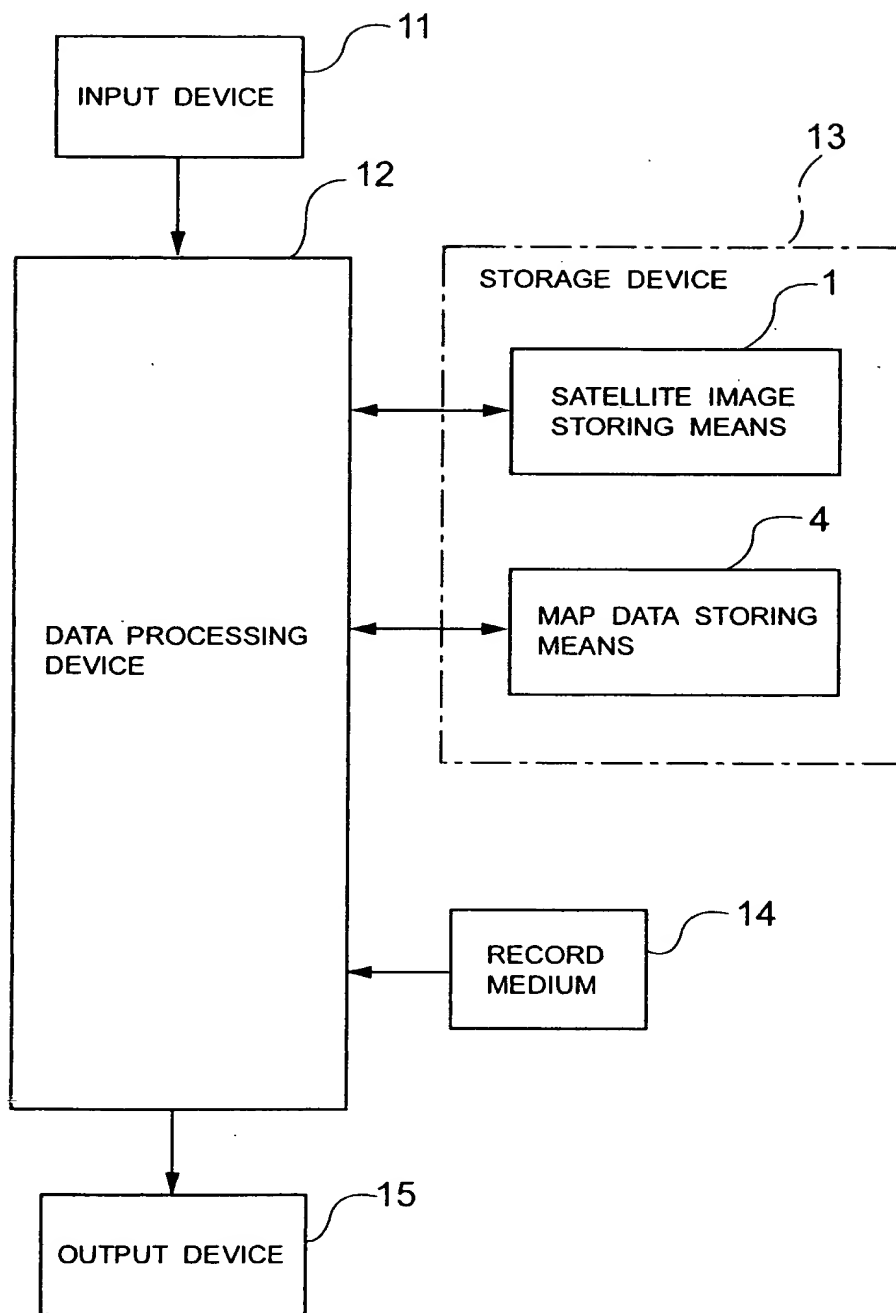 11
INPUT DEVICE
12
13
STORAGE DEVICE
1
SATELLITE IMAGE
STORING MEANS
4
MAP DATA STORING
MEANS
DATA PROCESSING
DEVICE
14
RECORD
MEDIUM
15
OUTPUT DEVICE